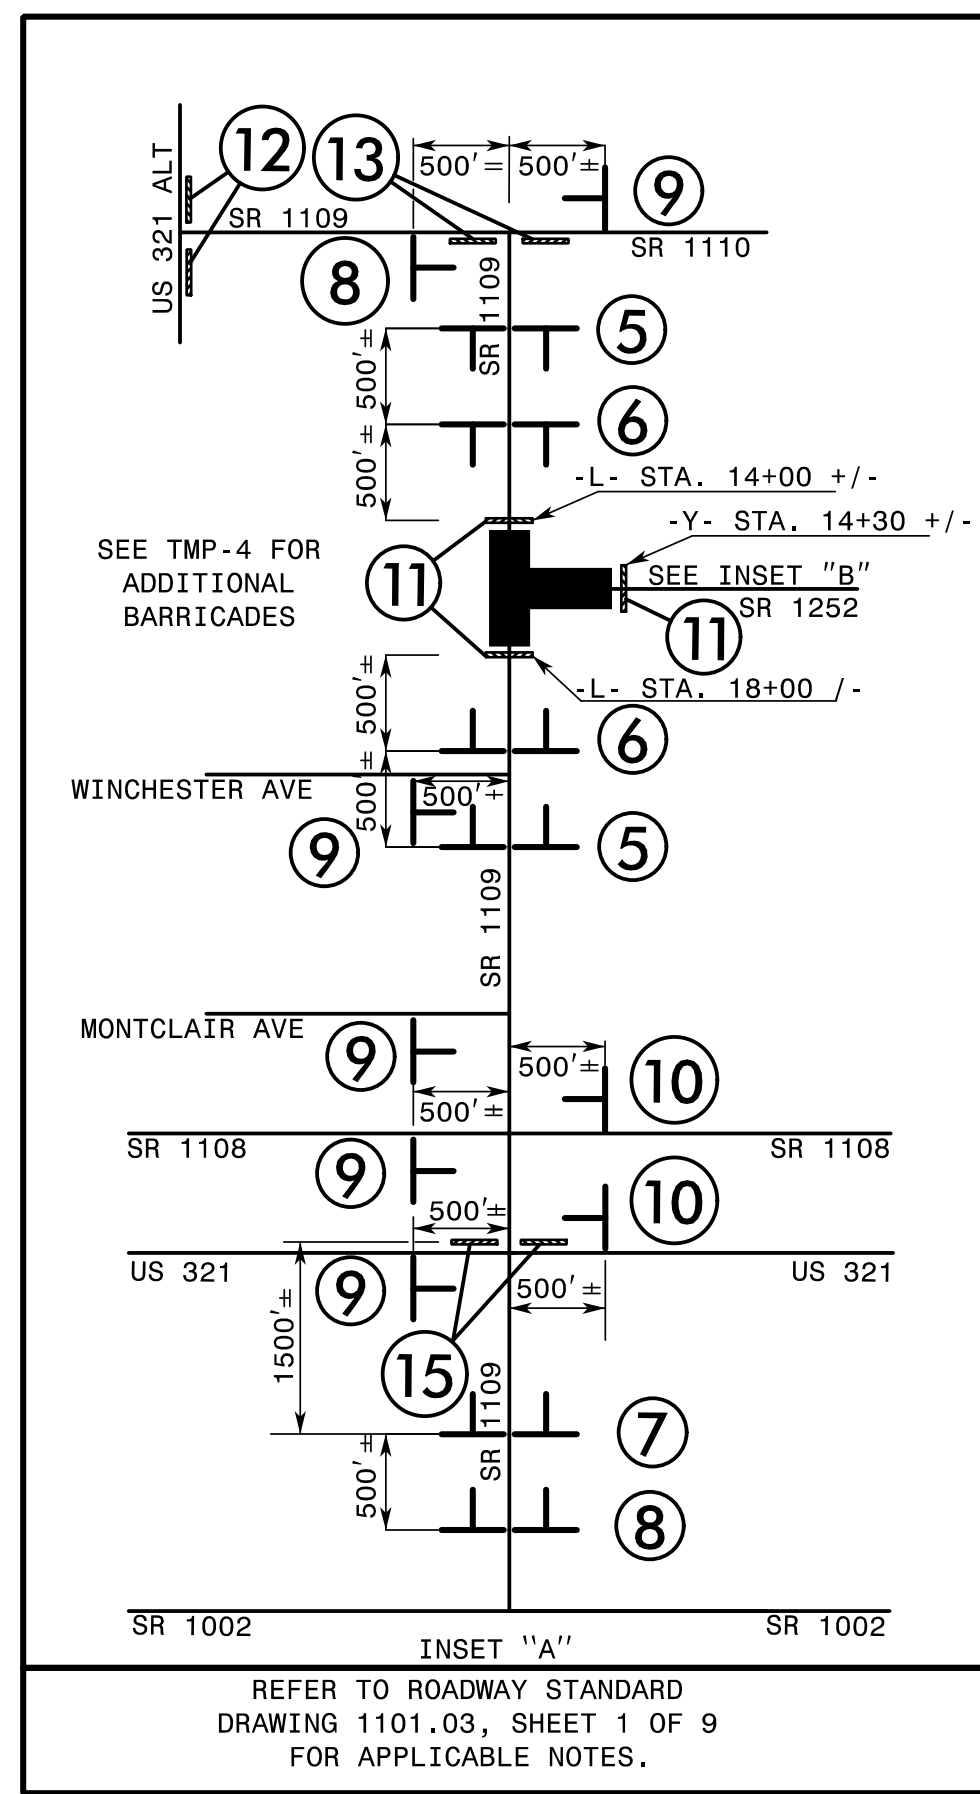 12
13
500'=
500'±
9
US 321 ALT
SR 1109
SR 1110
8
SR 1109
5
500'±
6
500'±
-L- STA. 14+00 +/-
-Y- STA. 14+30 +/-
SEE TMP-4 FOR
ADDITIONAL
BARRICADES
11
SEE INSET "B"
SR 1252
11
-L- STA. 18+00 /-
500'±
6
WINCHESTER AVE
500'+
500'±
9
5
SR 1109
MONTCLAIR AVE
9
500'±
10
500'±
SR 1108
SR 1108
9
10
500'±
US 321
US 321
9
500'±
1500'±
15
SR 1109
7
500'±
8
SR 1002
SR 1002
INSET "A"
REFER TO ROADWAY STANDARD
DRAWING 1101.03, SHEET 1 OF 9
FOR APPLICABLE NOTES.